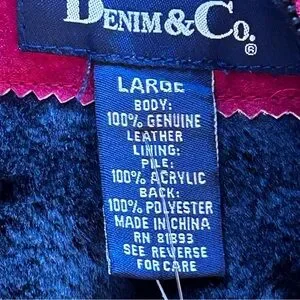 DENIM & CO.®
LARGE
BODY:
100% GENUINE
LEATHER
LINING:
PILE:
100% ACRYLIC
BACK:
100% POLYESTER
MADE IN CHINA
RN 81893
SEE REVERSE
FOR CARE